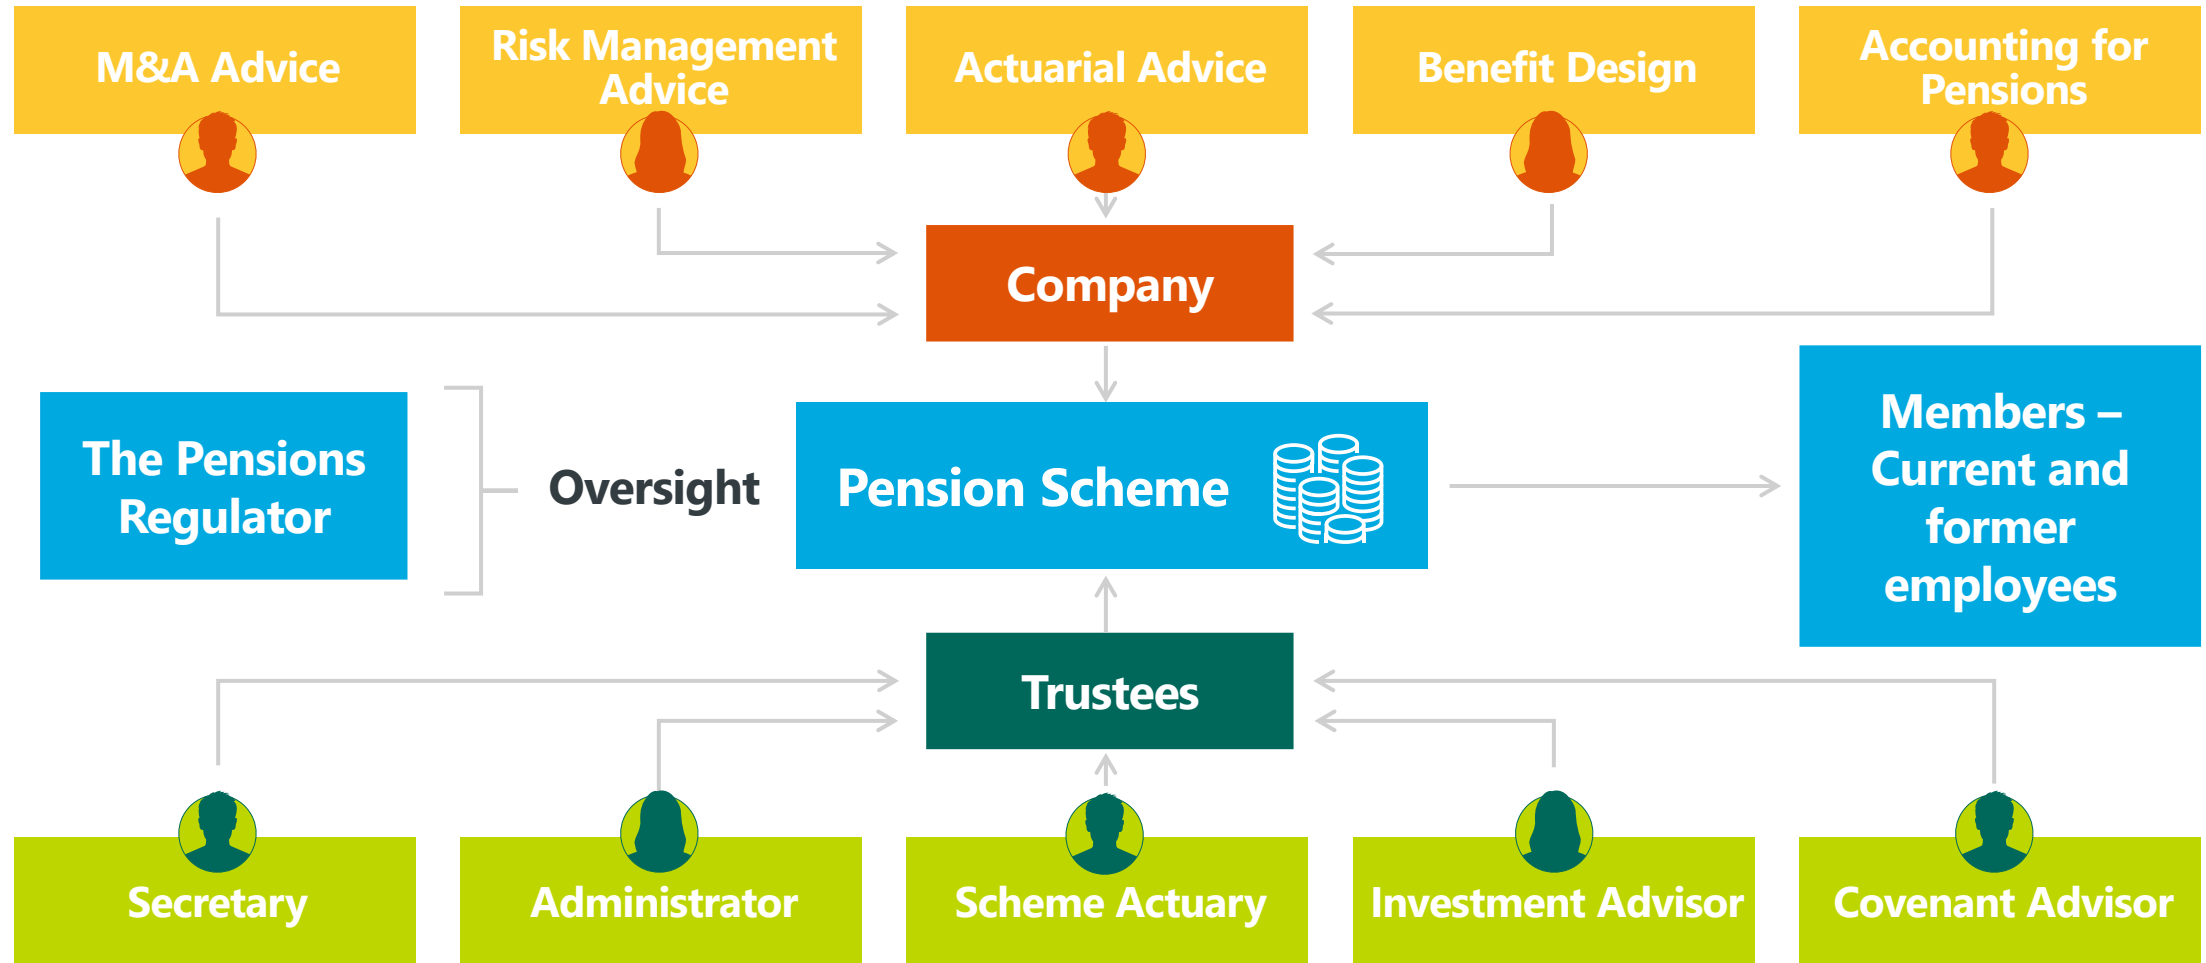 M&A Advice
Risk Management
Advice
Actuarial Advice
Benefit Design
Accounting for
Pensions
Company
The Pensions
Regulator
Oversight
Pension Scheme
Members –
Current and
former
employees
Trustees
Secretary
Administrator
Scheme Actuary
Investment Advisor
Covenant Advisor